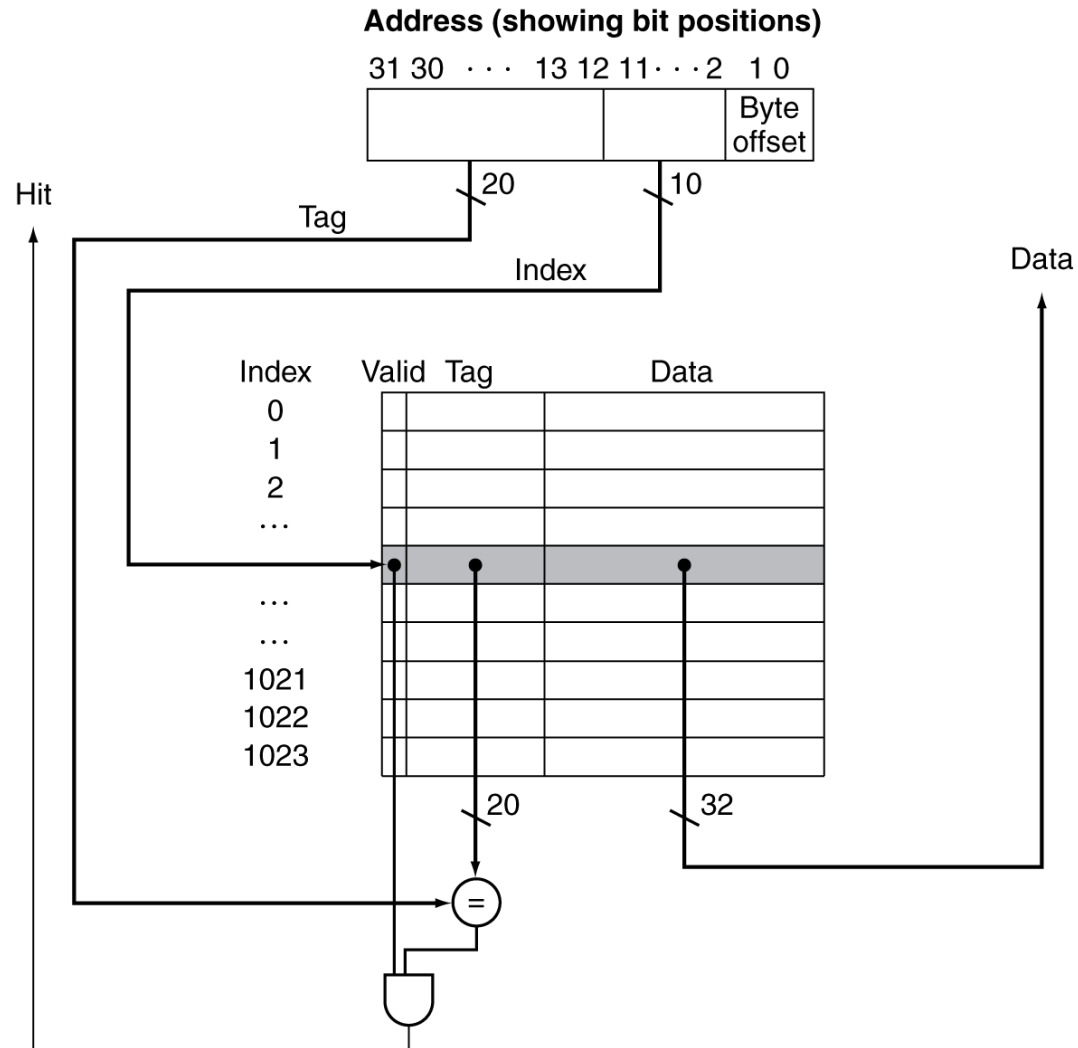 Address (showing bit positions)
31 30 · · · 13 12 11 · · · 2 1 0
Byte
offset
20
10
Hit
Tag
Index
Data
Index Valid Tag Data
0
1
2
· · ·
· · ·
· · ·
1021
1022
1023
20
32
=